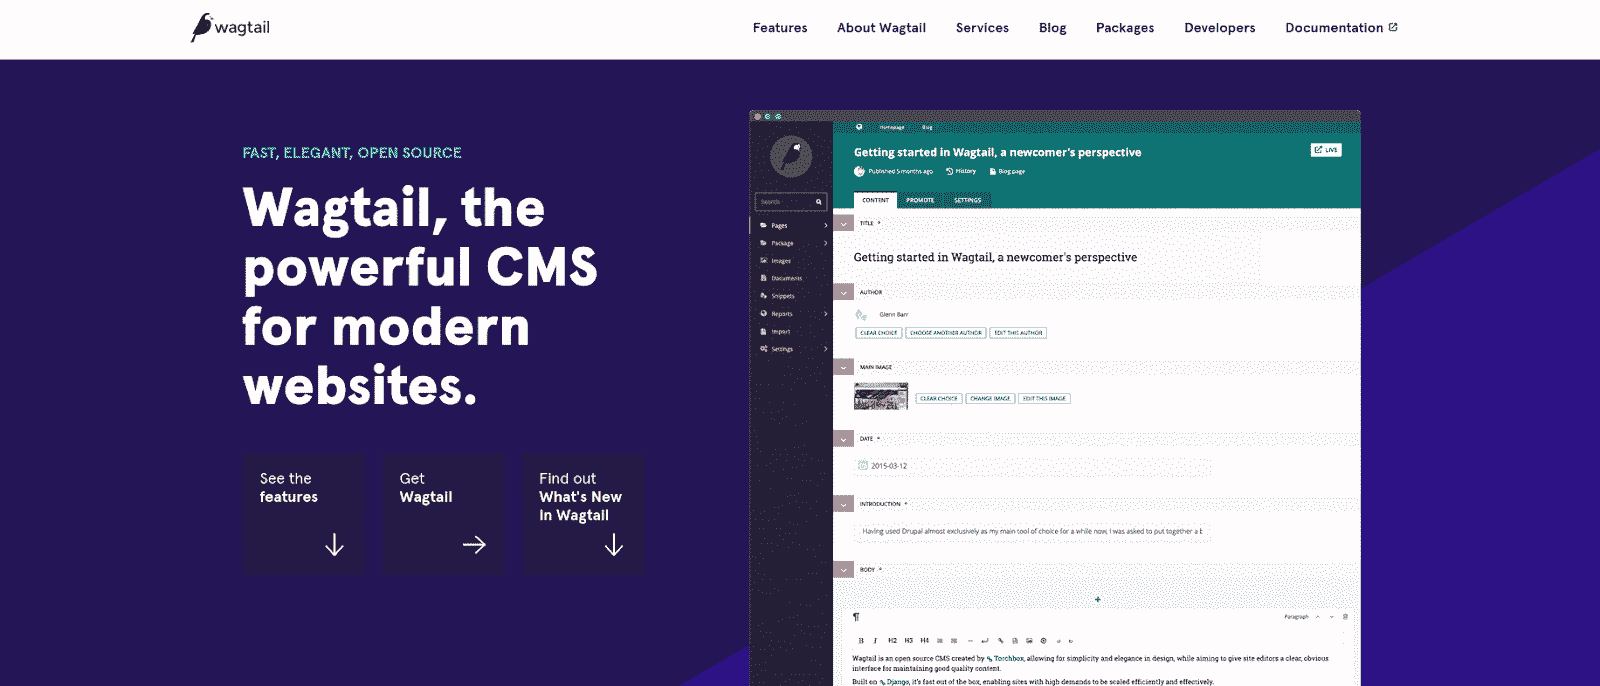 wagtail
Features About Wagtail Services Blog Packages Developers Documentation
FAST, ELEGANT, OPEN SOURCE
Wagtail, the
powerful CMS
for modern
websites.
See the
features
Get
Wagtail
Find out
What's New
in Wagtail
Homepage Blog
Getting started in Wagtail, a newcomer's perspective
LIVE
Published 5 months ago History Blog page
CONTENT PROMOTE SETTINGS
Search
Pages
Package
Images
Documents
Snippets
Reports
Import
Settings
TITLE *
Getting started in Wagtail, a newcomer's perspective
AUTHOR
Glenn Barr
CLEAR CHOICE CHOOSE ANOTHER AUTHOR EDIT THIS AUTHOR
MAIN IMAGE
CLEAR CHOICE CHANGE IMAGE EDIT THIS IMAGE
DATE *
2015-03-12
INTRODUCTION *
Having used Drupal almost exclusively as my main tool of choice for a while now, I was asked to put together a b
BODY *
+
¶ Paragraph
B I H2 H3 H4
Wagtail is an open source CMS created by Torchbox, allowing for simplicity and elegance in design, while aiming to give site editors a clear, obvious
interface for maintaining good quality content.
Built on Django, it's fast out of the box, enabling sites with high demands to be scaled efficiently and effectively.